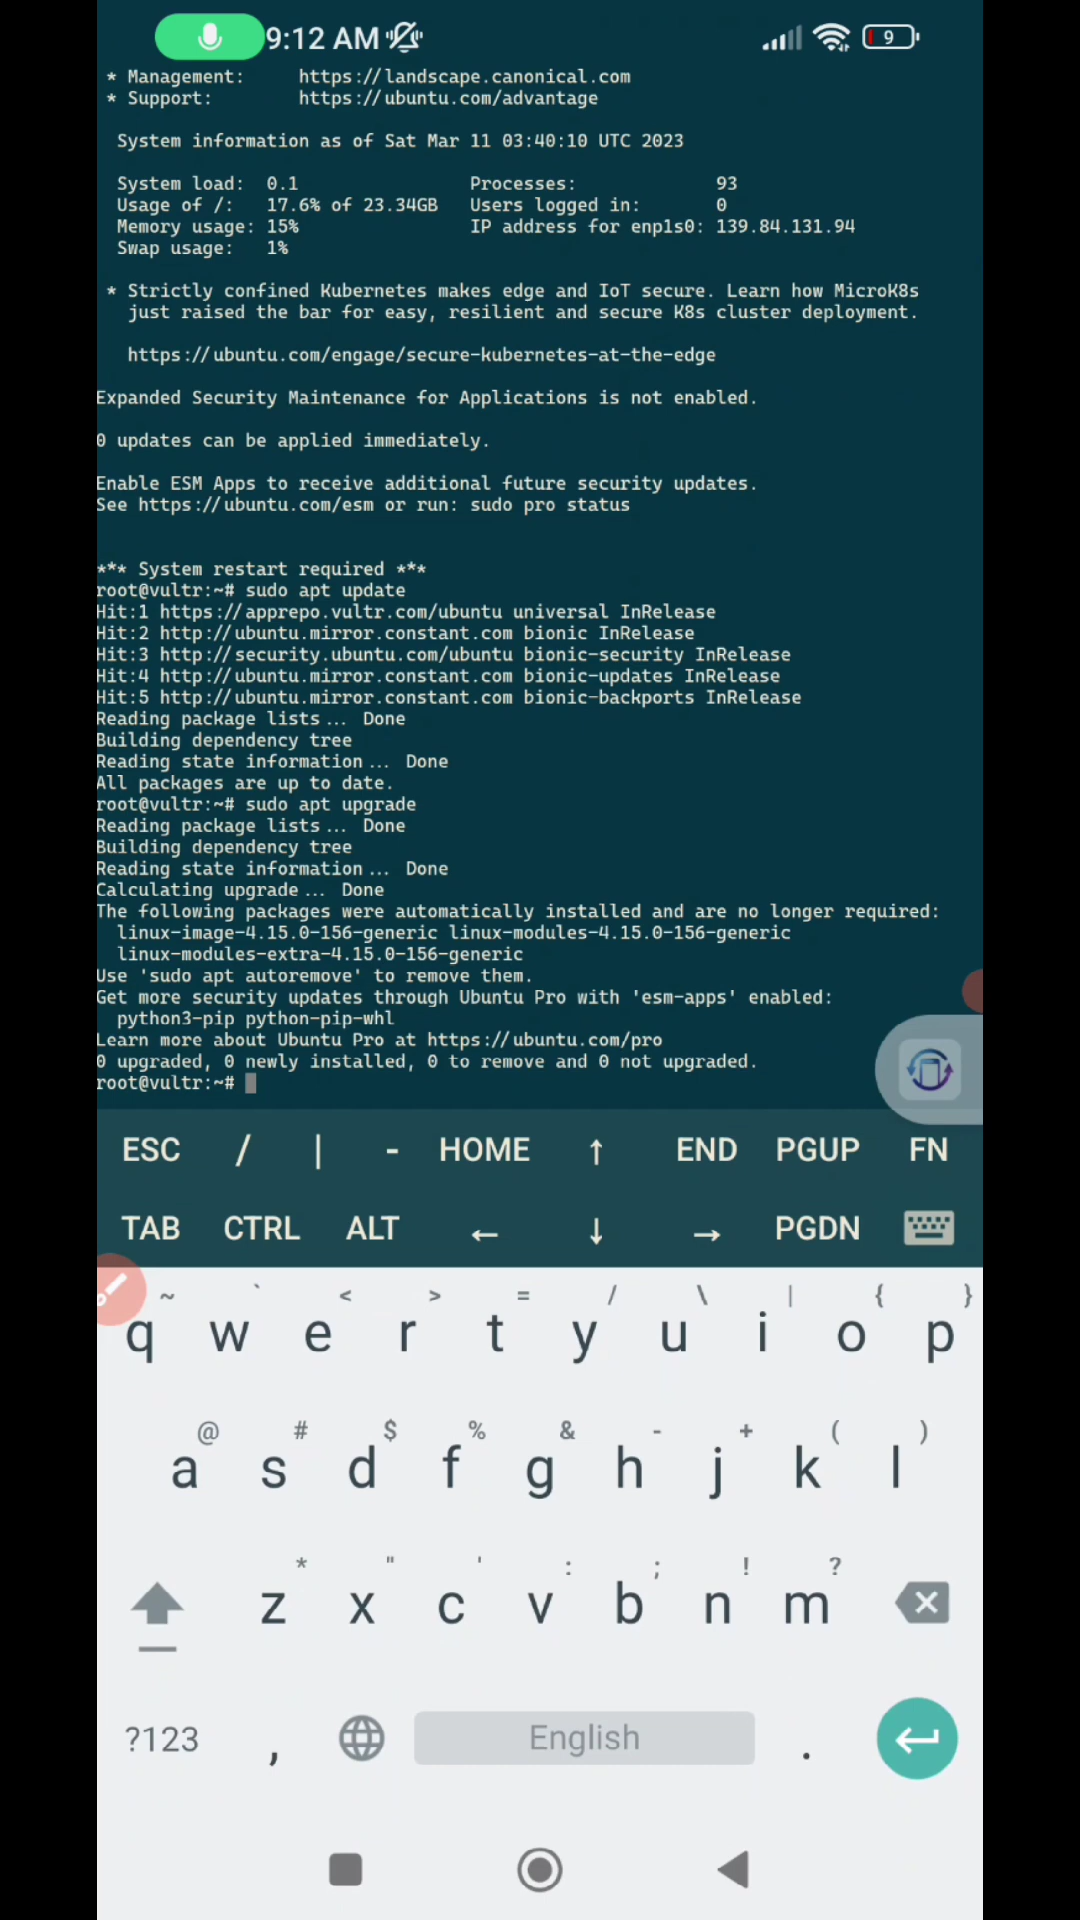 9:12 AM
9
* Management: https://landscape.canonical.com
* Support: https://ubuntu.com/advantage
System information as of Sat Mar 11 03:40:10 UTC 2023
System load: 0.1 Processes: 93
Usage of /: 17.6% of 23.34GB Users logged in: 0
Memory usage: 15% IP address for enp1s0: 139.84.131.94
Swap usage: 1%
* Strictly confined Kubernetes makes edge and IoT secure. Learn how MicroK8s
just raised the bar for easy, resilient and secure K8s cluster deployment.
https://ubuntu.com/engage/secure-kubernetes-at-the-edge
Expanded Security Maintenance for Applications is not enabled.
0 updates can be applied immediately.
Enable ESM Apps to receive additional future security updates.
See https://ubuntu.com/esm or run: sudo pro status
*** System restart required ***
root@vultr:~# sudo apt update
Hit:1 https://apprepo.vultr.com/ubuntu universal InRelease
Hit:2 http://ubuntu.mirror.constant.com bionic InRelease
Hit:3 http://security.ubuntu.com/ubuntu bionic-security InRelease
Hit:4 http://ubuntu.mirror.constant.com bionic-updates InRelease
Hit:5 http://ubuntu.mirror.constant.com bionic-backports InRelease
Reading package lists... Done
Building dependency tree
Reading state information... Done
All packages are up to date.
root@vultr:~# sudo apt upgrade
Reading package lists... Done
Building dependency tree
Reading state information... Done
Calculating upgrade... Done
The following packages were automatically installed and are no longer required:
linux-image-4.15.0-156-generic linux-modules-4.15.0-156-generic
linux-modules-extra-4.15.0-156-generic
Use 'sudo apt autoremove' to remove them.
Get more security updates through Ubuntu Pro with 'esm-apps' enabled:
python3-pip python-pip-whl
Learn more about Ubuntu Pro at https://ubuntu.com/pro
0 upgraded, 0 newly installed, 0 to remove and 0 not upgraded.
root@vultr:~#
ESC / | - HOME ↑ END PGUP FN
TAB CTRL ALT ← ↓ → PGDN
~ ` < > = / \ | { }
q w e r t y u i o p
@ # $ % & - + ( )
a s d f g h j k l
* " ' : ; ! ?
z x c v b n m
?123 , English .